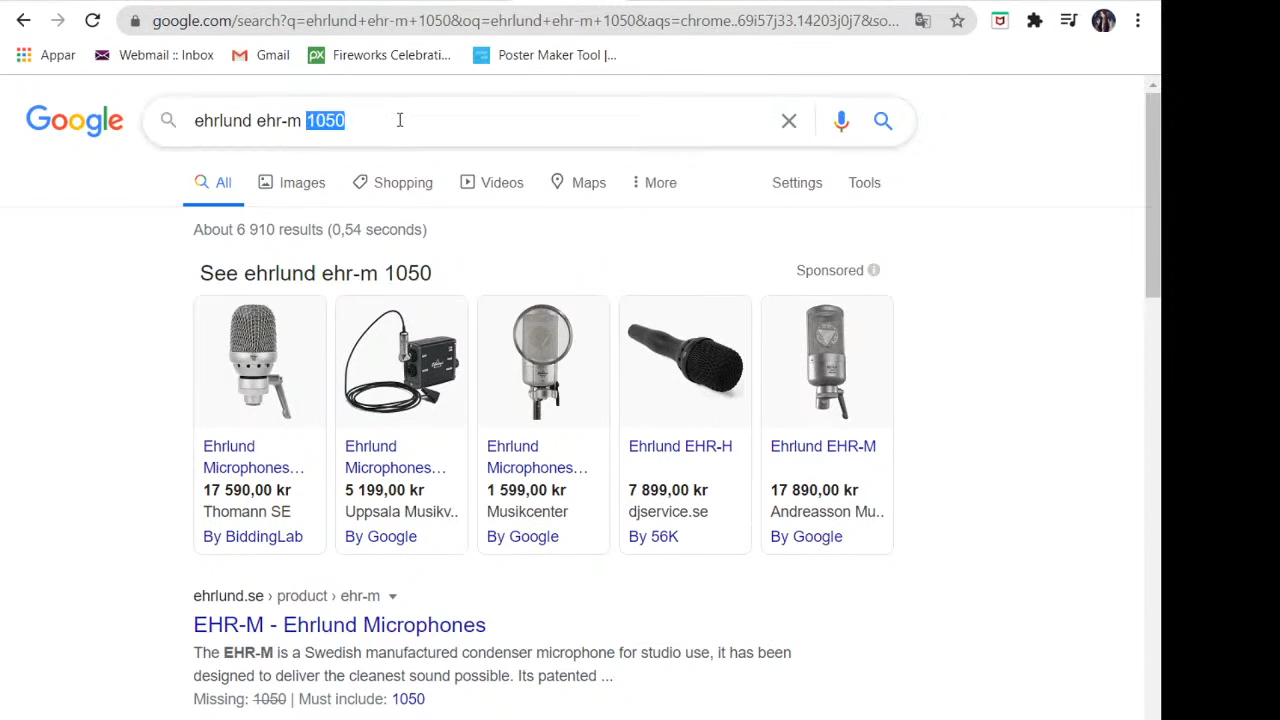 google.com/search?q=ehrlund+ehr-m+1050&oq=ehrlund+ehr-m+1050&aqs=chrome..69i57j33.14203j0j7&so...
Appar Webmail :: Inbox Gmail Fireworks Celebrati... Poster Maker Tool |...
Google ehrlund ehr-m 1050
All Images Shopping Videos Maps More Settings Tools
About 6 910 results (0,54 seconds)
See ehrlund ehr-m 1050 Sponsored
Ehrlund Ehrlund Ehrlund Ehrlund EHR-H Ehrlund EHR-M
Microphones... Microphones... Microphones...
17 590,00 kr 5 199,00 kr 1 599,00 kr 7 899,00 kr 17 890,00 kr
Thomann SE Uppsala Musikv.. Musikcenter djservice.se Andreasson Mu..
By BiddingLab By Google By Google By 56K By Google
ehrlund.se › product › ehr-m
EHR-M - Ehrlund Microphones
The EHR-M is a Swedish manufactured condenser microphone for studio use, it has been
designed to deliver the cleanest sound possible. Its patented ...
Missing: 1050 | Must include: 1050